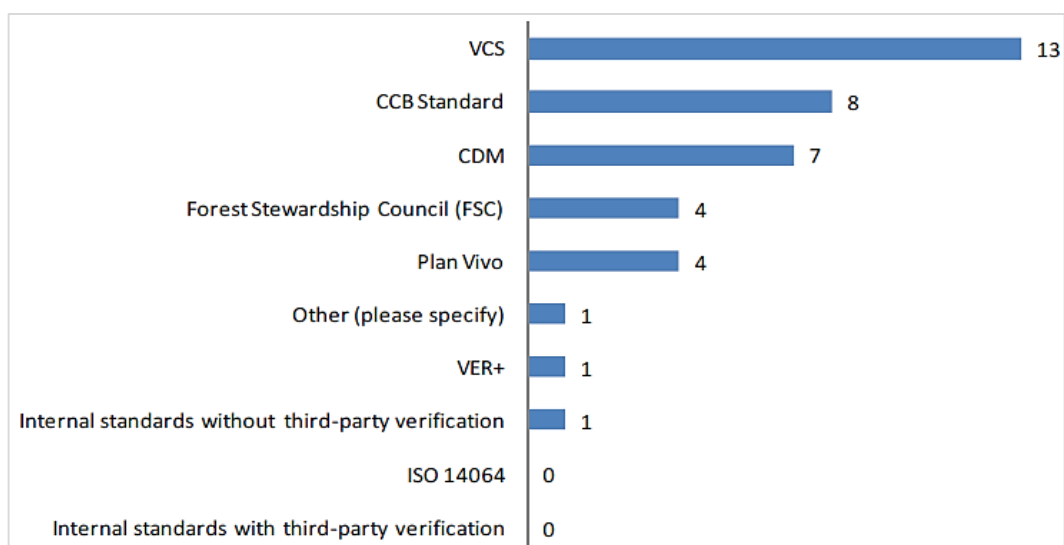 VCS 13
CCB Standard 8
CDM 7
Forest Stewardship Council (FSC) 4
Plan Vivo 4
Other (please specify) 1
VER+ 1
Internal standards without third-party verification 1
ISO 14064 0
Internal standards with third-party verification 0